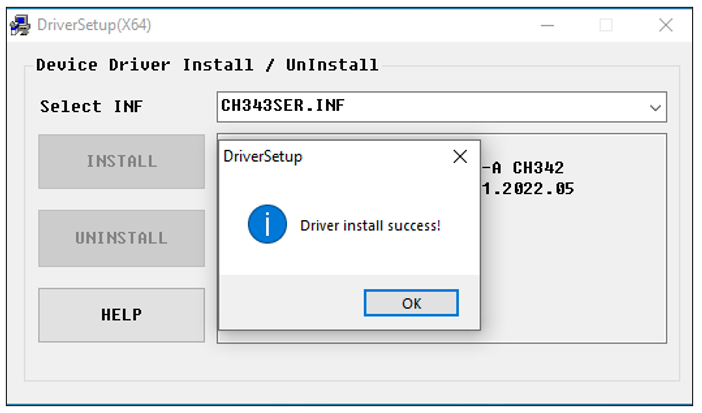 DriverSetup(X64)
Device Driver Install / UnInstall
Select INF
CH343SER.INF
INSTALL
-A CH342
1.2022.05
DriverSetup
Driver install success!
OK
UNINSTALL
HELP